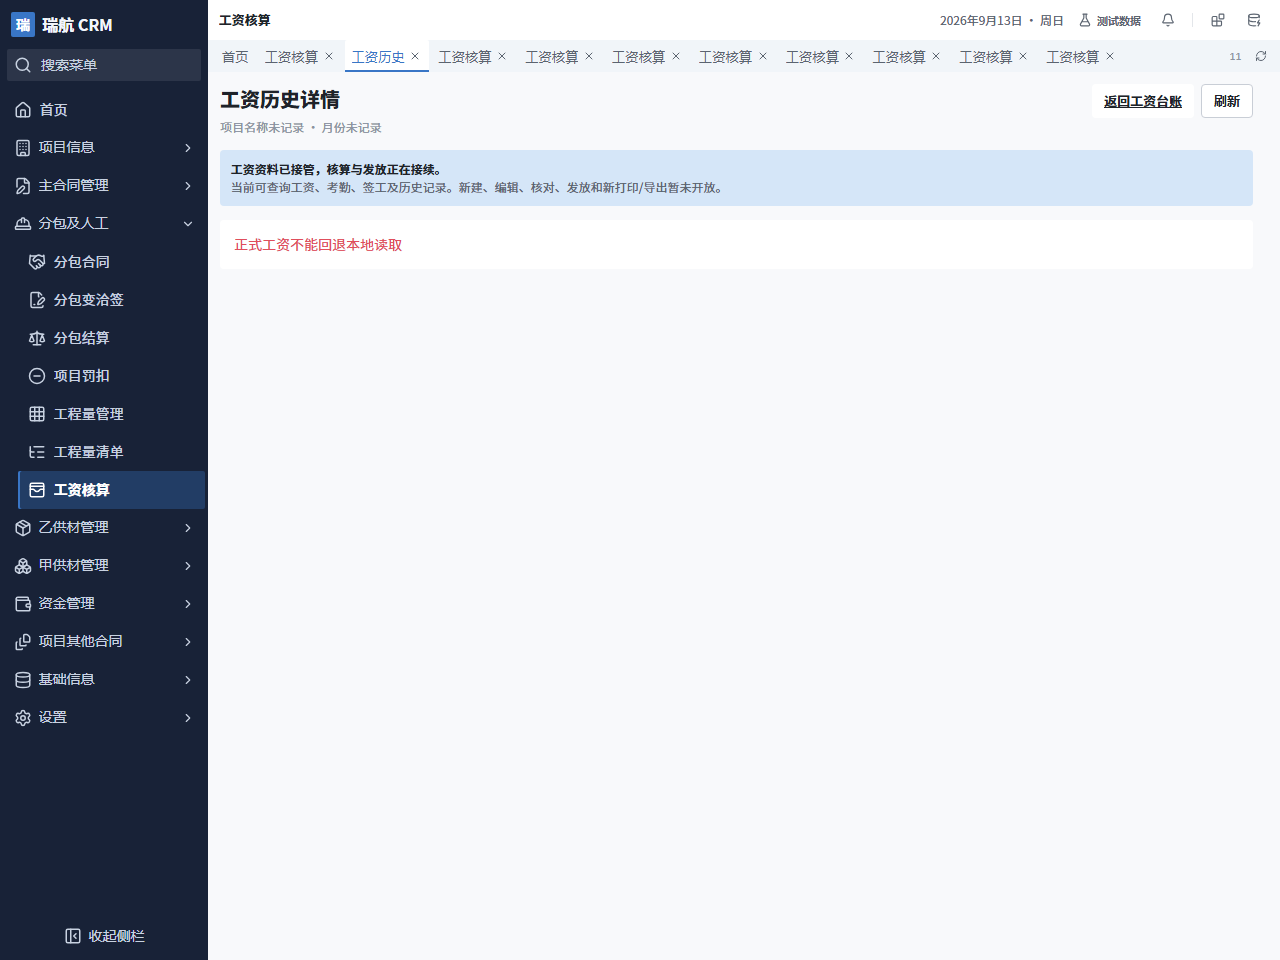 瑞 瑞航 CRM
搜索菜单
首页
项目信息
主合同管理
分包及人工
分包合同
分包变洽签
分包结算
项目罚扣
工程量管理
工程量清单
工资核算
乙供材管理
甲供材管理
资金管理
项目其他合同
基础信息
设置
收起侧栏
工资核算
2026年9月13日 · 周日 测试数据
首页 工资核算 工资历史 工资核算 工资核算 工资核算 工资核算 工资核算 工资核算 工资核算 工资核算 11
工资历史详情
项目名称未记录 · 月份未记录
返回工资台账 刷新
工资资料已接管，核算与发放正在接续。
当前可查询工资、考勤、签工及历史记录。新建、编辑、核对、发放和新打印/导出暂未开放。
正式工资不能回退本地读取